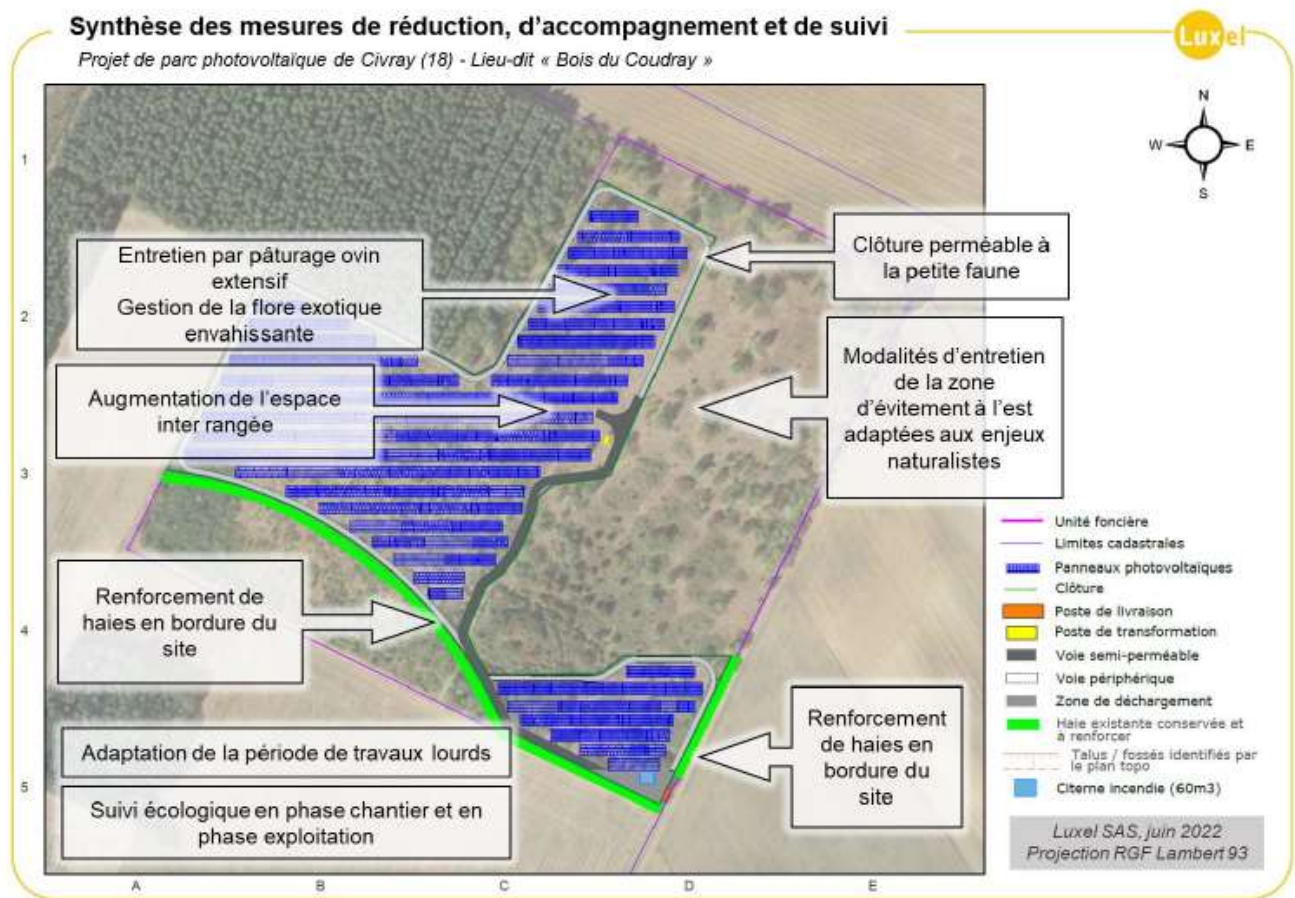 Synthèse des mesures de réduction, d'accompagnement et de suivi
Projet de parc photovoltaïque de Civray (18) - Lieu-dit « Bois du Coudray »
Luxel
N
W
E
S
1
2
3
4
5
A
B
C
D
E
Entretien par pâturage ovin
extensif
Gestion de la flore exotique
envahissante
Augmentation de l'espace
inter rangée
Renforcement de
haies en bordure du
site
Adaptation de la période de travaux lourds
Suivi écologique en phase chantier et en
phase exploitation
Clôture perméable à
la petite faune
Modalités d'entretien
de la zone
d'évitement à l'est
adaptées aux enjeux
naturalistes
Renforcement
de haies en
bordure du
site
Unité foncière
Limites cadastrales
Panneaux photovoltaïques
Clôture
Poste de livraison
Poste de transformation
Voie semi-perméable
Voie périphérique
Zone de déchargement
Haie existante conservée et
à renforcer
Talus / fossés identifiés par
le plan topo
Citerne incendie (60m3)
Luxel SAS, juin 2022
Projection RGF Lambert 93